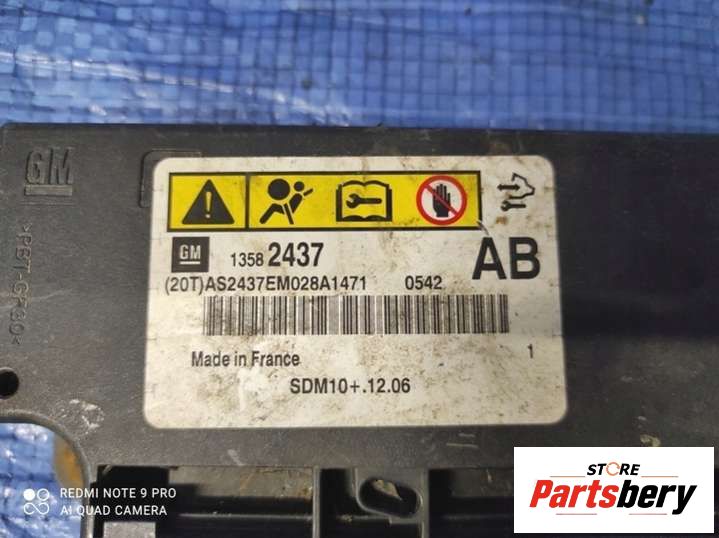 GM
>PBT-GF30<
GM 1358 2437 AB
(20T)AS2437EM028A1471 0542
Made in France 1
SDM10+.12.06
REDMI NOTE 9 PRO
AI QUAD CAMERA
STORE
Partsbery